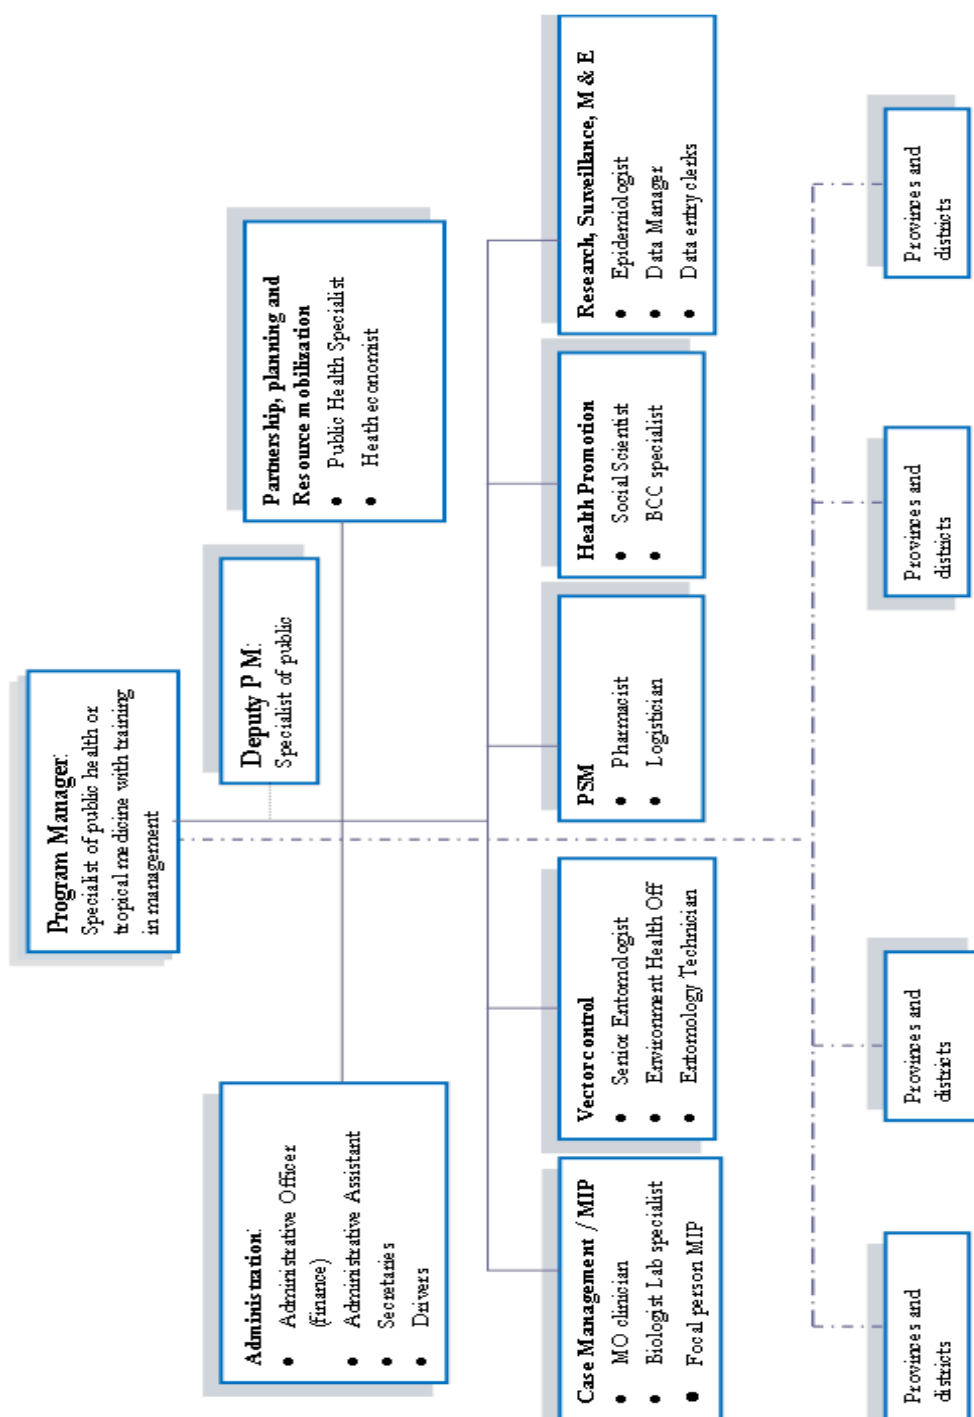 Program Manager:
Specialist of public health or
tropical medicine with training
in management
Deputy P M:
Specialist of public
Administration:
● Administrative Officer
(Finance)
● Administrative Assistant
● Secretaries
● Drivers
Partnership, planning and
Resource mobilization
● Public Health Specialist
● Heath economist
Case Management / MIP
● MO clinician
● Biologist Lab specialist
● Focal person MIP
Vector control
● Senior Entomologist
● Environment Health Off
● Entomology Technician
PSM
● Pharmacist
● Logistician
Health Promotion
● Social Scientist
● BCC specialist
Research, Surveillance, M & E
● Epidemiologist
● Data Manager
● Data entry clerks
Provinces and
districts
Provinces and
districts
Provinces and
districts
Provinces and
districts